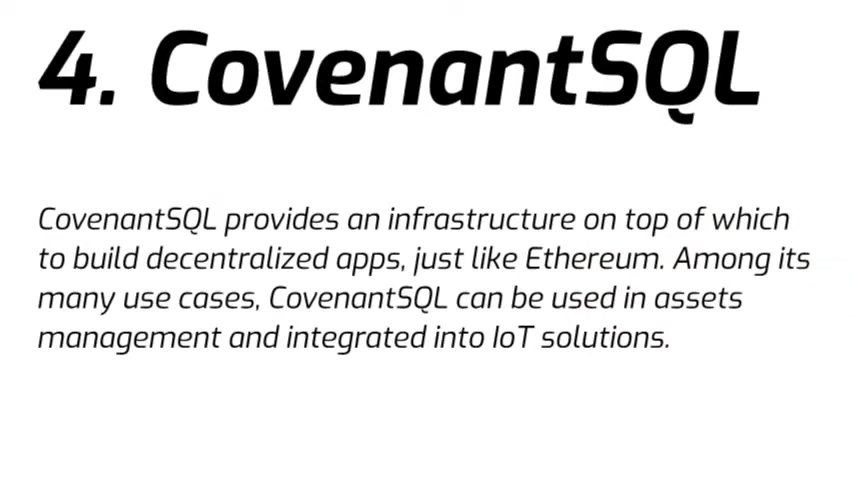 4. CovenantSQL
CovenantSQL provides an infrastructure on top of which
to build decentralized apps, just like Ethereum. Among its
many use cases, CovenantSQL can be used in assets
management and integrated into IoT solutions.